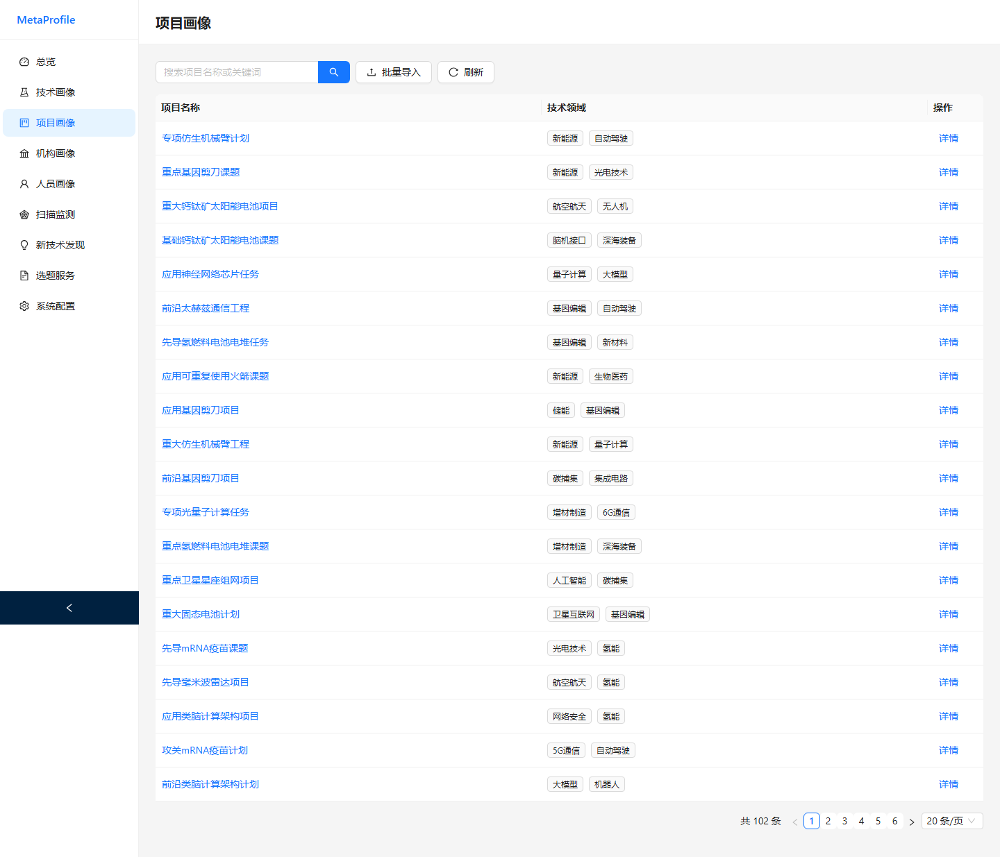 MetaProfile
总览
技术画像
项目画像
机构画像
人员画像
扫描监测
新技术发现
选题服务
系统配置
项目画像
搜索项目名称或关键词 批量导入 刷新
项目名称 技术领域 操作
专项仿生机械臂计划 新能源 自动驾驶 详情
重点基因剪刀课题 新能源 光电技术 详情
重大钙钛矿太阳能电池项目 航空航天 无人机 详情
基础钙钛矿太阳能电池课题 脑机接口 深海装备 详情
应用神经网络芯片任务 量子计算 大模型 详情
前沿太赫兹通信工程 基因编辑 自动驾驶 详情
先导氢燃料电池电堆任务 基因编辑 新材料 详情
应用可重复使用火箭课题 新能源 生物医药 详情
应用基因剪刀项目 储能 基因编辑 详情
重大仿生机械臂工程 新能源 量子计算 详情
前沿基因剪刀项目 碳捕集 集成电路 详情
专项光量子计算任务 增材制造 6G通信 详情
重点氢燃料电池电堆课题 增材制造 深海装备 详情
重点卫星星座组网项目 人工智能 碳捕集 详情
重大固态电池计划 卫星互联网 基因编辑 详情
先导mRNA疫苗课题 光电技术 氢能 详情
先导毫米波雷达项目 航空航天 氢能 详情
应用类脑计算架构项目 网络安全 氢能 详情
攻关mRNA疫苗计划 5G通信 自动驾驶 详情
前沿类脑计算架构计划 大模型 机器人 详情
共 102 条 1 2 3 4 5 6 20 条/页